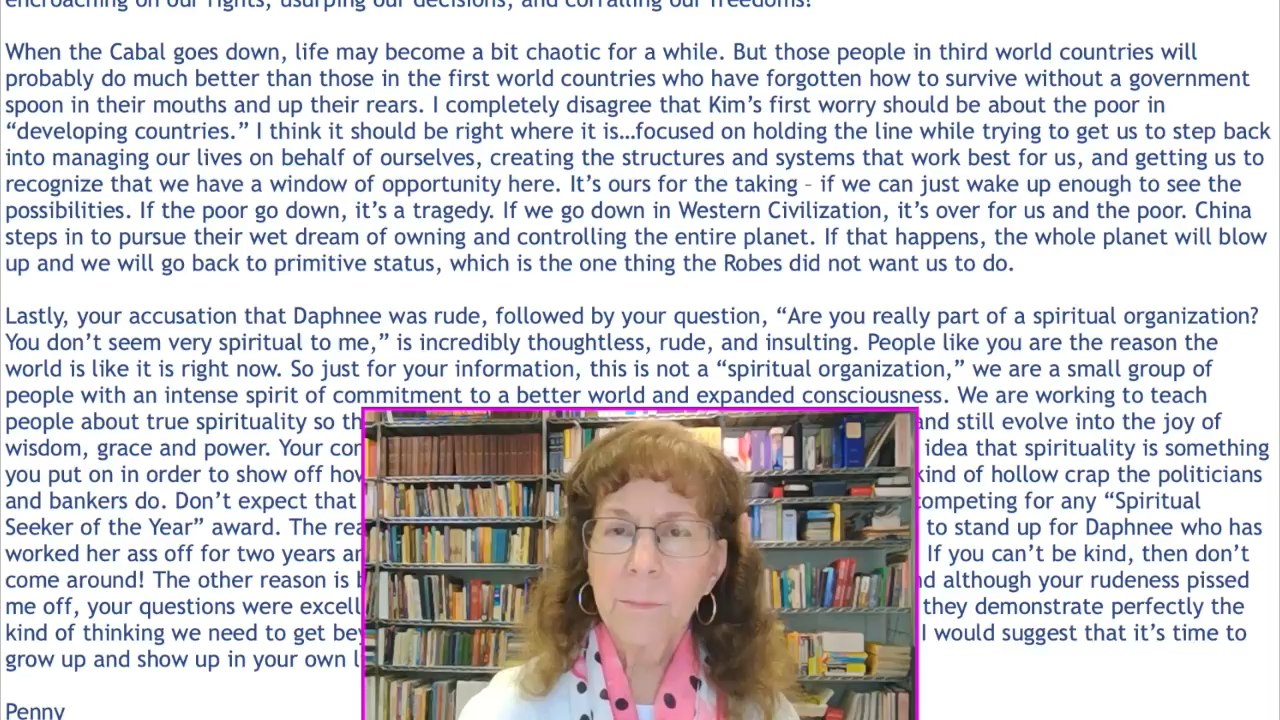 encroaching on our rights, usurping our decisions, and corralling our freedoms!
When the Cabal goes down, life may become a bit chaotic for a while. But those people in third world countries will
probably do much better than those in the first world countries who have forgotten how to survive without a government
spoon in their mouths and up their rears. I completely disagree that Kim’s first worry should be about the poor in
“developing countries.” I think it should be right where it is…focused on holding the line while trying to get us to step back
into managing our lives on behalf of ourselves, creating the structures and systems that work best for us, and getting us to
recognize that we have a window of opportunity here. It’s ours for the taking – if we can just wake up enough to see the
possibilities. If the poor go down, it’s a tragedy. If we go down in Western Civilization, it’s over for us and the poor. China
steps in to pursue their wet dream of owning and controlling the entire planet. If that happens, the whole planet will blow
up and we will go back to primitive status, which is the one thing the Robes did not want us to do.
Lastly, your accusation that Daphnee was rude, followed by your question, “Are you really part of a spiritual organization?
You don’t seem very spiritual to me,” is incredibly thoughtless, rude, and insulting. People like you are the reason the
world is like it is right now. So just for your information, this is not a “spiritual organization,” we are a small group of
people with an intense spirit of commitment to a better world and expanded consciousness. We are working to teach
people about true spirituality so and still evolve into the joy of
wisdom, grace and power. Your idea that spirituality is something
you put on in order to show off kind of hollow crap the politicians
and bankers do. Don’t expect that competing for any “Spiritual
Seeker of the Year” award. The to stand up for Daphnee who has
worked her ass off for two years If you can’t be kind, then don’t
come around! The other reason is although your rudeness pissed
me off, your questions were they demonstrate perfectly the
kind of thinking we need to get I would suggest that it’s time to
grow up and show up in your own
Penny